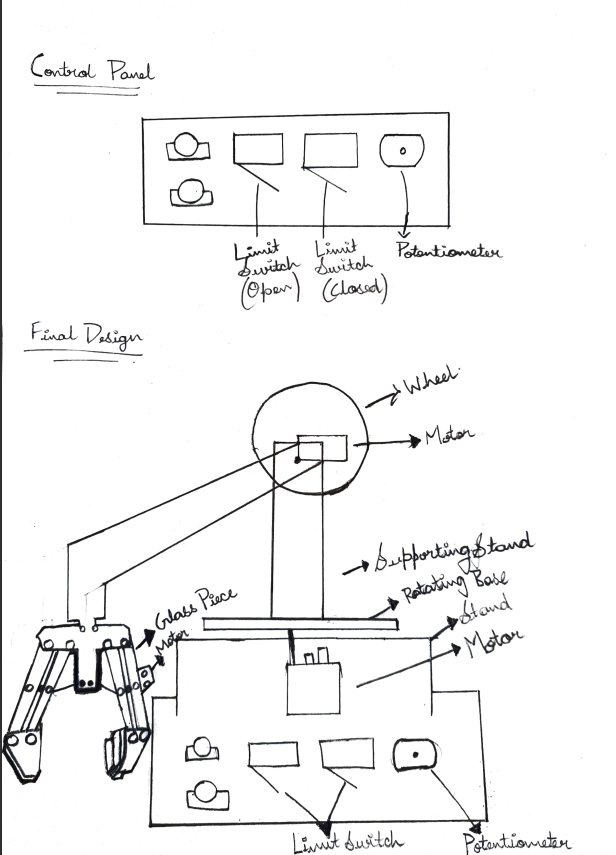 Control Panel
Limit
Switch
(Open)
Limit
Switch
(Closed)
Potentiometer
Final Design
Wheel
Motor
Supporting Stand
Rotating Base
Stand
Motor
Glass Piece
Motor
Limit Switch
Potentiometer